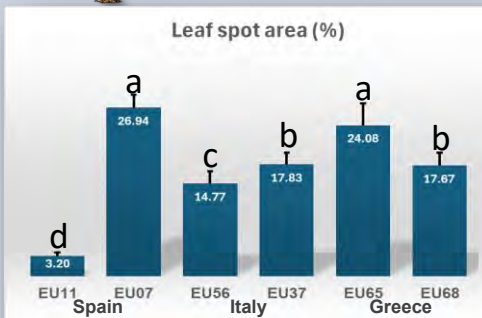 Leaf spot area (%)
a
a
b
b
c
d
26.94
24.08
17.83
17.67
14.77
3.20
EU11 EU07 EU56 EU37 EU65 EU68
Spain Italy Greece